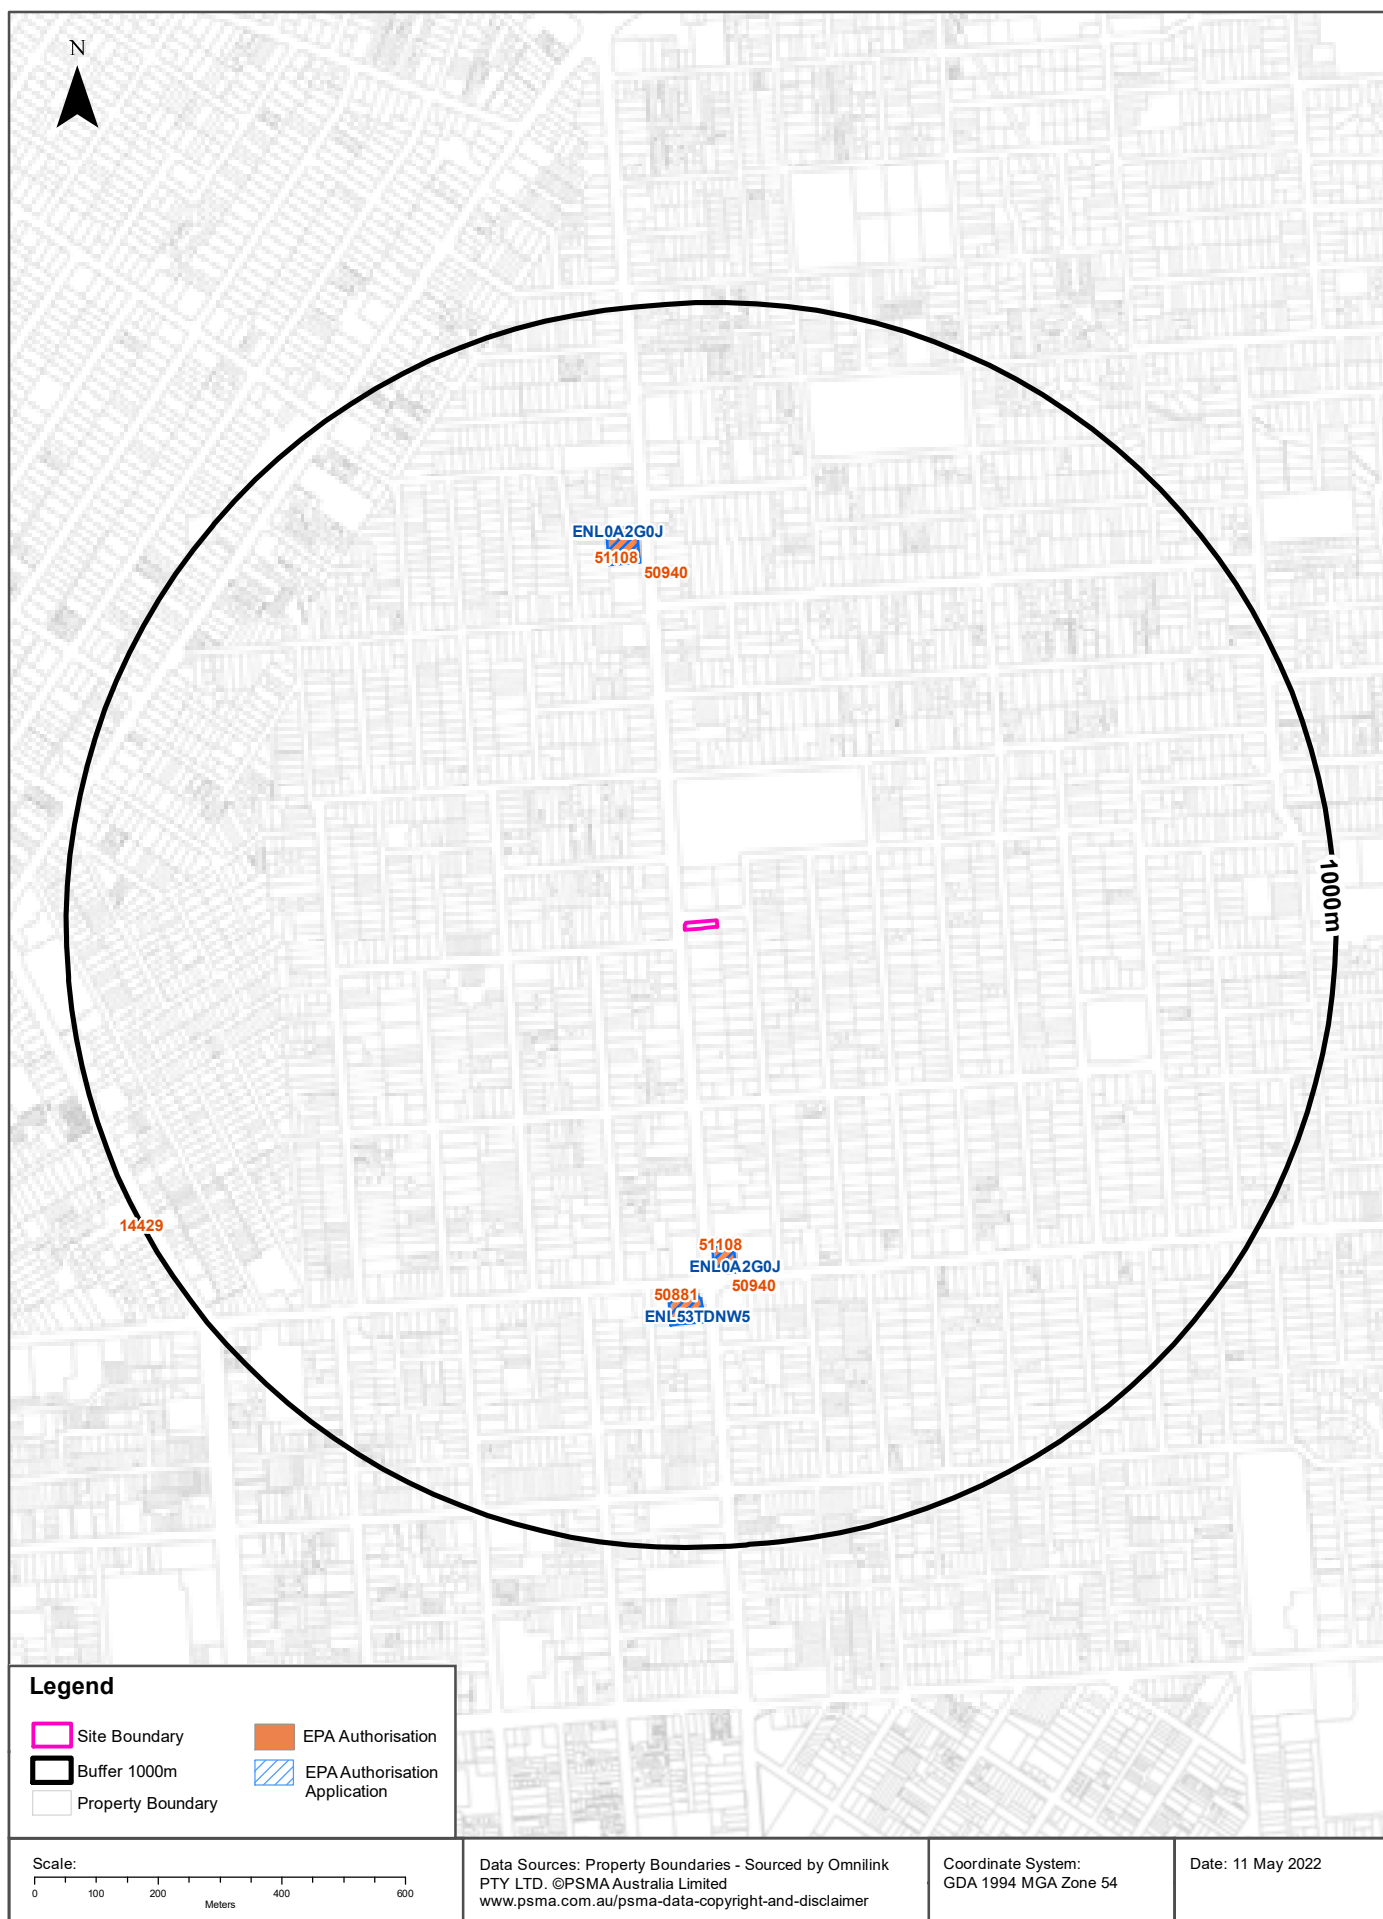 N
ENL0A2G0J
51108
50940
1000m
14429
51108
ENL0A2G0J
50940
50881
ENL53TDNW5
Legend
Site Boundary
Buffer 1000m
Property Boundary
EPA Authorisation
EPA Authorisation
Application
Scale:
0 100 200 400 600
Meters
Data Sources: Property Boundaries - Sourced by Omnilink
PTY LTD. ©PSMA Australia Limited
www.psma.com.au/psma-data-copyright-and-disclaimer
Coordinate System:
GDA 1994 MGA Zone 54
Date: 11 May 2022